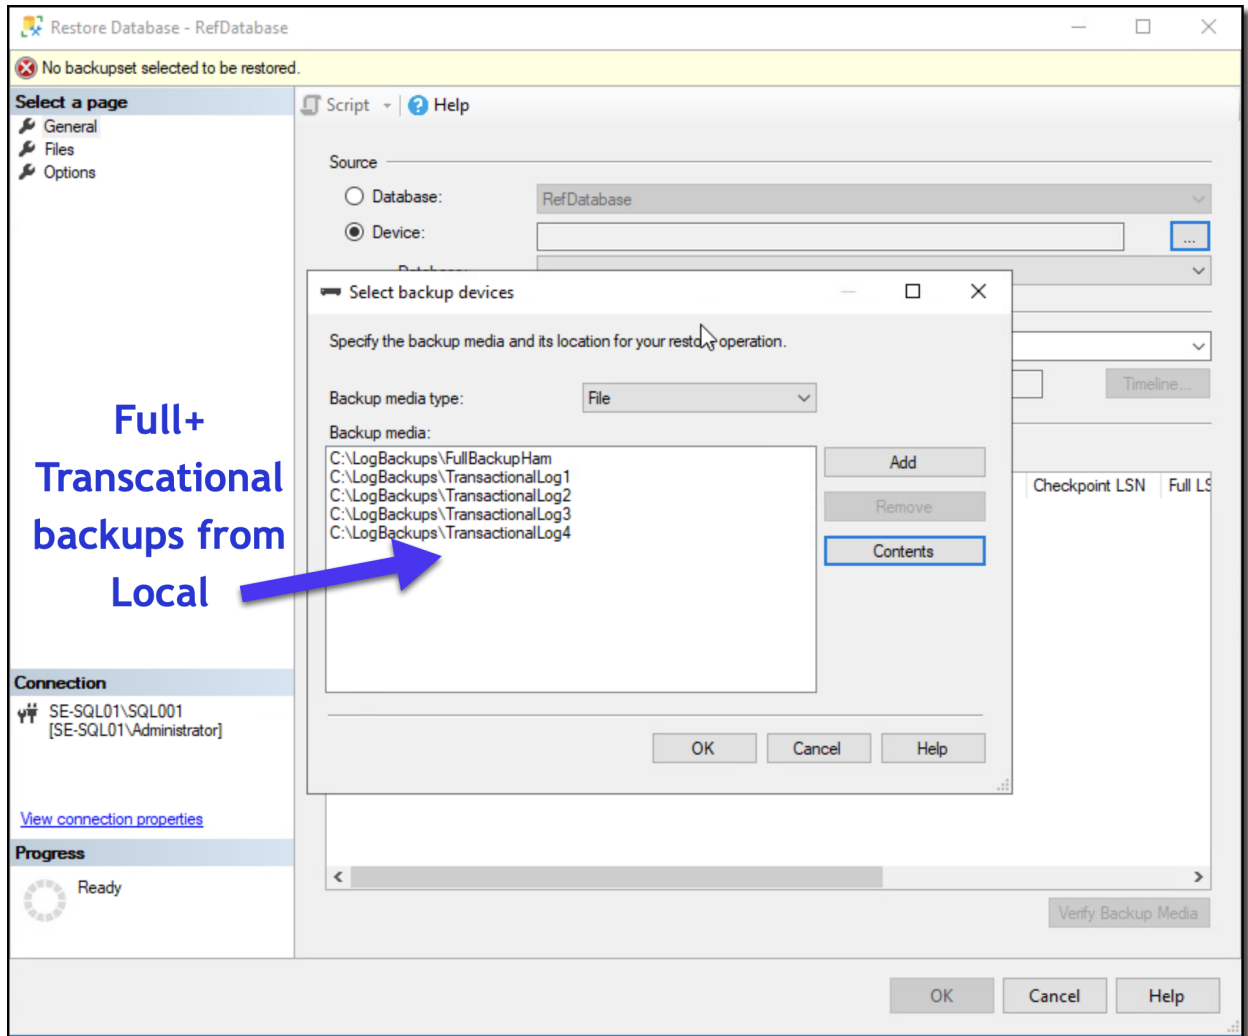 Restore Database - RefDatabase
No backupset selected to be restored.
Select a page
General
Files
Options
Script
Help
Source
Database:
RefDatabase
Device:
...
Database:
Select backup devices
Specify the backup media and its location for your restore operation.
Backup media type:
File
Timeline...
Backup media:
C:\LogBackups\FullBackupHam
C:\LogBackups\TransactionalLog1
C:\LogBackups\TransactionalLog2
C:\LogBackups\TransactionalLog3
C:\LogBackups\TransactionalLog4
Add
Remove
Contents
Checkpoint LSN
Full LS
Full+
Transcational
backups from
Local
OK
Cancel
Help
Connection
SE-SQL01\SQL001
[SE-SQL01\Administrator]
View connection properties
Progress
Ready
Verify Backup Media
OK
Cancel
Help